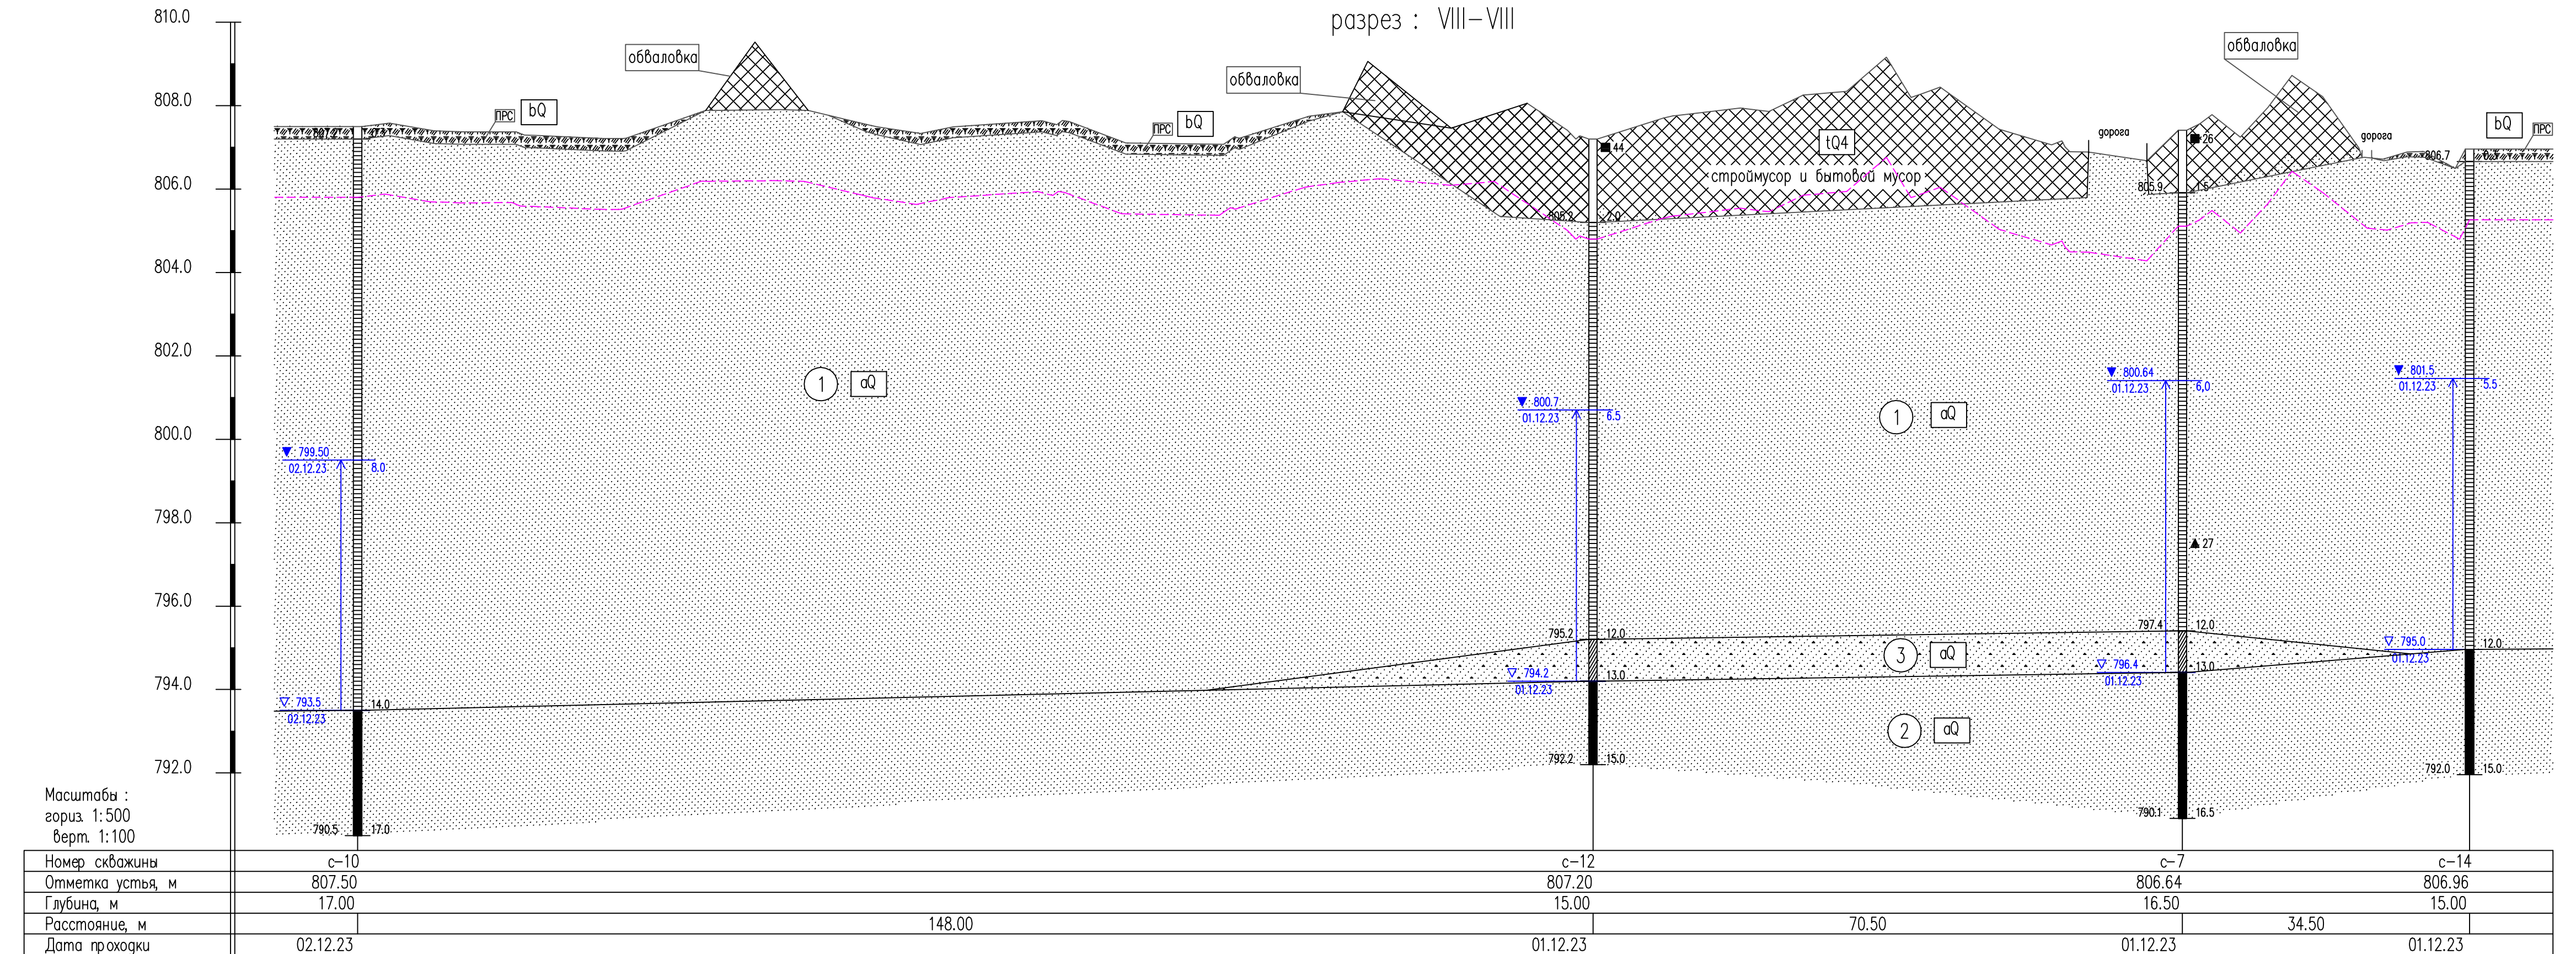 разрез : VIII-VIII
810.0
808.0
806.0
804.0
802.0
800.0
798.0
796.0
794.0
792.0
обваловка
обваловка
обваловка
ПРС
bQ
ПРС
bQ
bQ
ПРС
tQ4
строймусор и бытовой мусор
дорога
дорога
44
26
806.7
805.9
1.5
805.2
2.0
1
aQ
1
aQ
799.50
02.12.23
8.0
800.7
01.12.23
6.5
800.64
01.12.23
6.0
801.5
01.12.23
5.5
27
795.2
12.0
797.4
12.0
795.0
01.12.23
12.0
3
aQ
794.2
01.12.23
13.0
796.4
01.12.23
13.0
793.5
02.12.23
14.0
2
aQ
792.2
15.0
792.0
15.0
790.1
16.5
790.5
17.0
Масштабы :
гориз. 1:500
верт. 1:100
Номер скважины с-10 с-12 с-7 с-14
Отметка устья, м 807.50 807.20 806.64 806.96
Глубина, м 17.00 15.00 16.50 15.00
Расстояние, м 148.00 70.50 34.50
Дата проходки 02.12.23 01.12.23 01.12.23 01.12.23